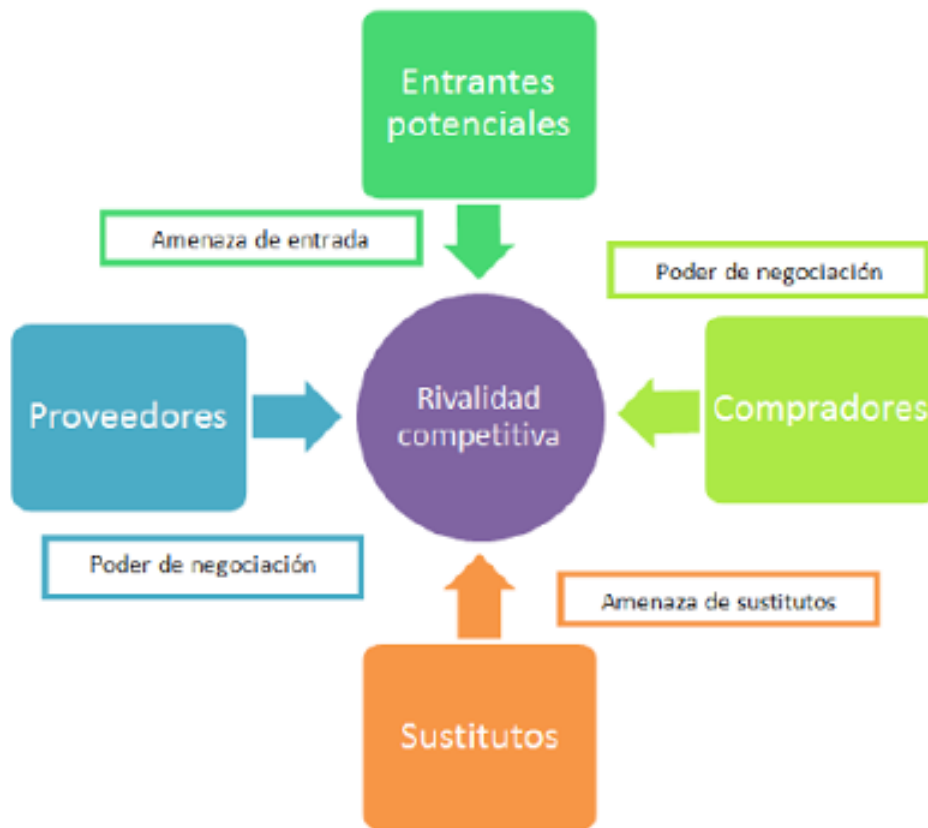 Entrantes
potenciales
Amenaza de entrada
Poder de negociación
Proveedores
Rivalidad
competitiva
Compradores
Poder de negociación
Amenaza de sustitutos
Sustitutos